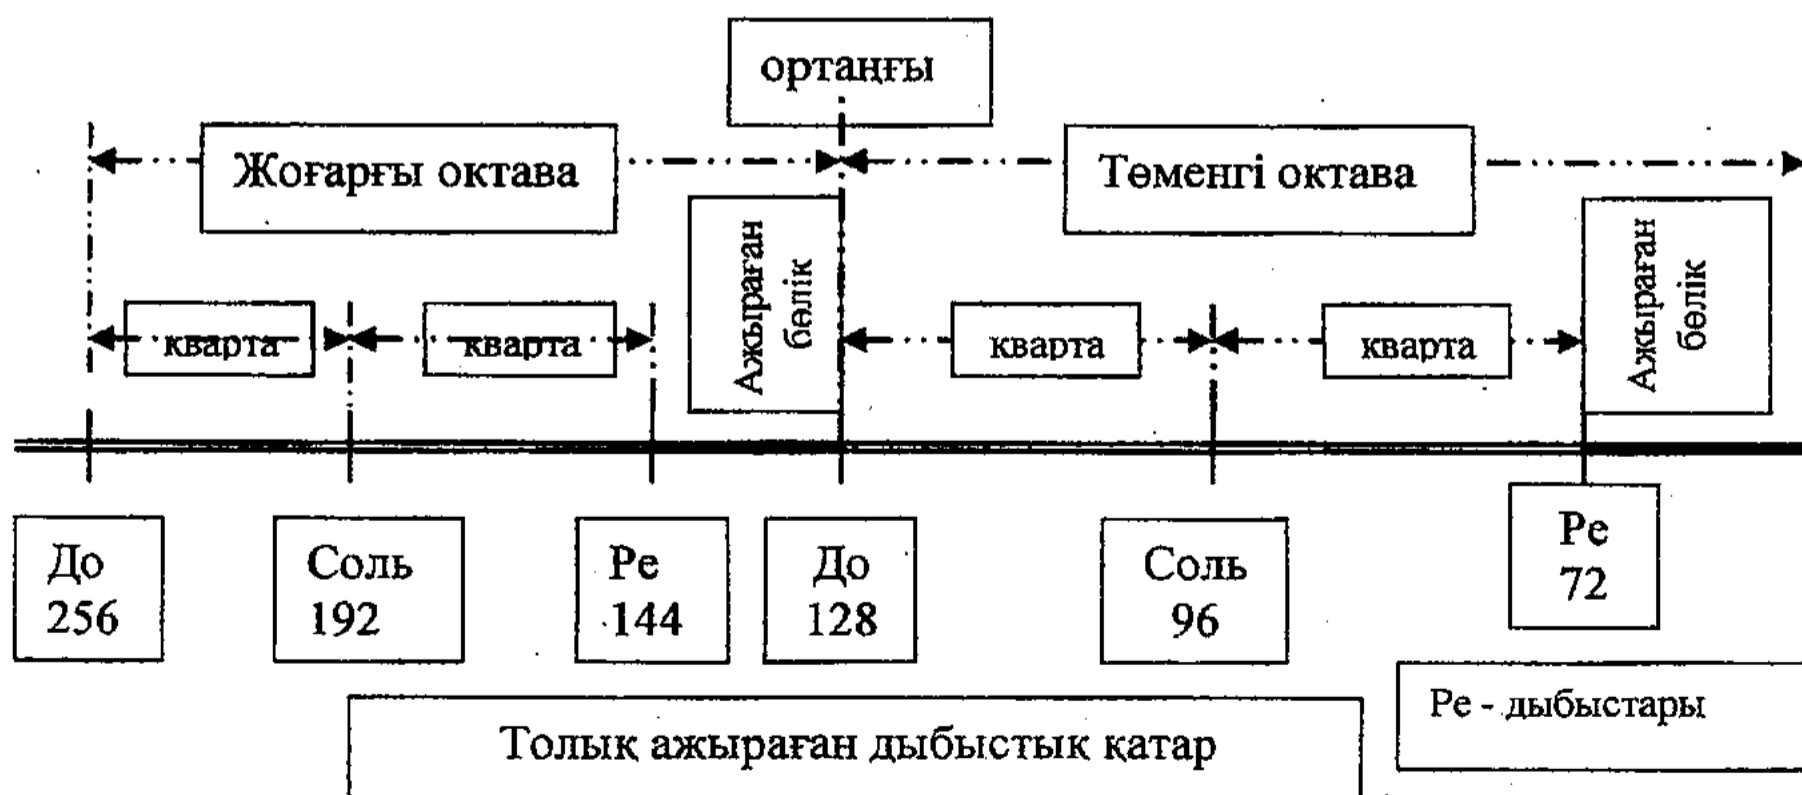 ортаңғы
Жоғарғы октава
Төменгі октава
Ажыраған
бөлік
Ажыраған
бөлік
кварта
кварта
кварта
кварта
До
256
Соль
192
Ре
144
До
128
Соль
96
Ре
72
Ре - дыбыстары
Толық ажыраған дыбыстық қатар